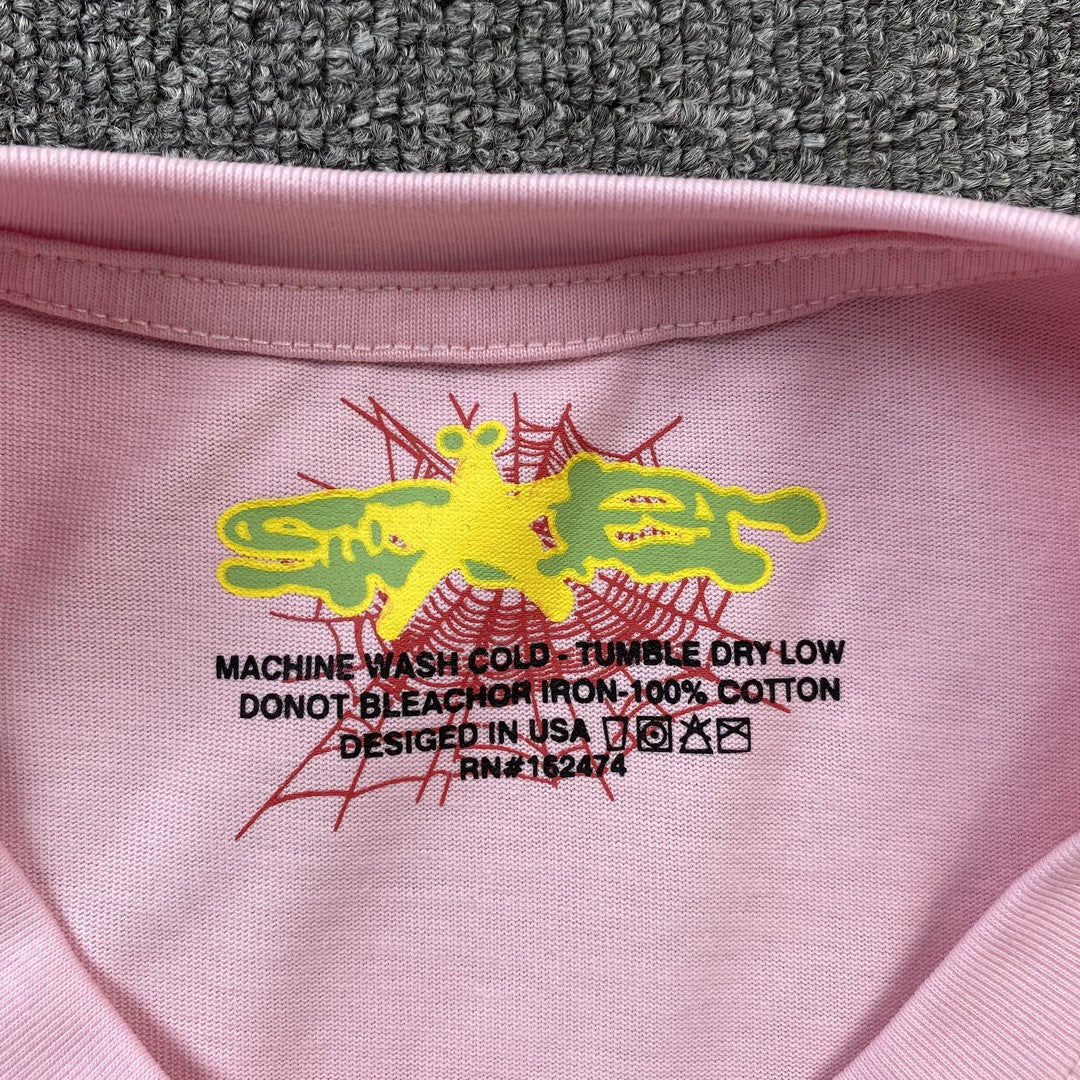 MACHINE WASH COLD - TUMBLE DRY LOW
DONOT BLEACHOR IRON-100% COTTON
DESIGED IN USA
RN#162474